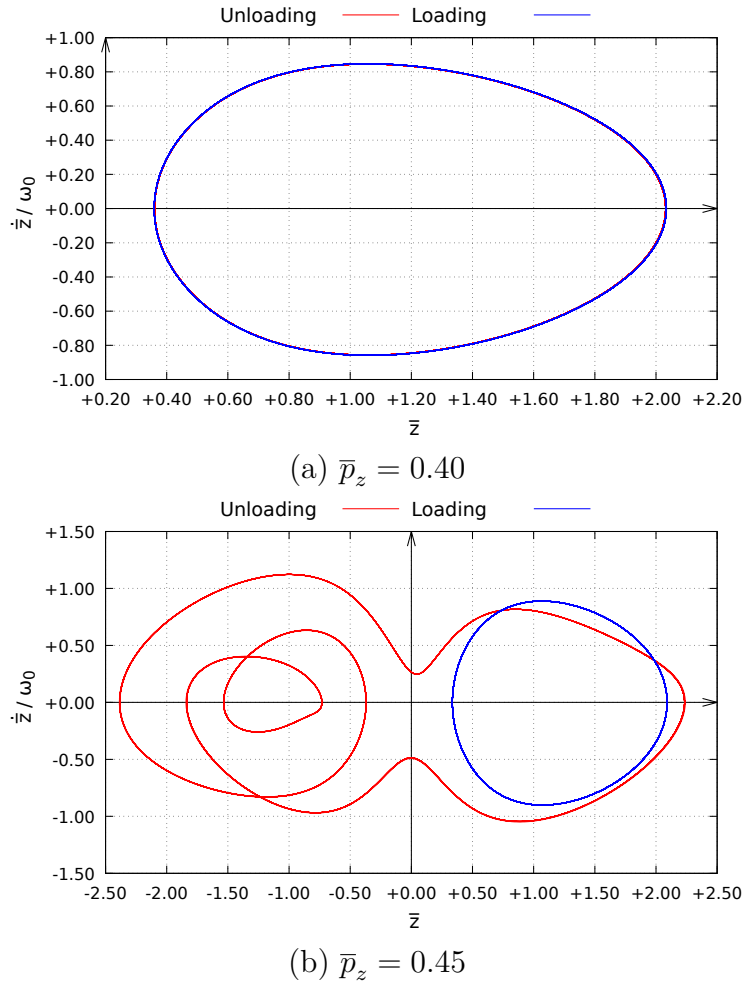 Unloading Loading
+1.00
+0.80
+0.60
+0.40
+0.20
+0.00
-0.20
-0.40
-0.60
-0.80
-1.00
ż̅ / ω₀
+0.20 +0.40 +0.60 +0.80 +1.00 +1.20 +1.40 +1.60 +1.80 +2.00 +2.20
z̅
(a) p̅_z = 0.40
Unloading Loading
+1.50
+1.00
+0.50
+0.00
-0.50
-1.00
-1.50
ż̅ / ω₀
-2.50 -2.00 -1.50 -1.00 -0.50 +0.00 +0.50 +1.00 +1.50 +2.00 +2.50
z̅
(b) p̅_z = 0.45